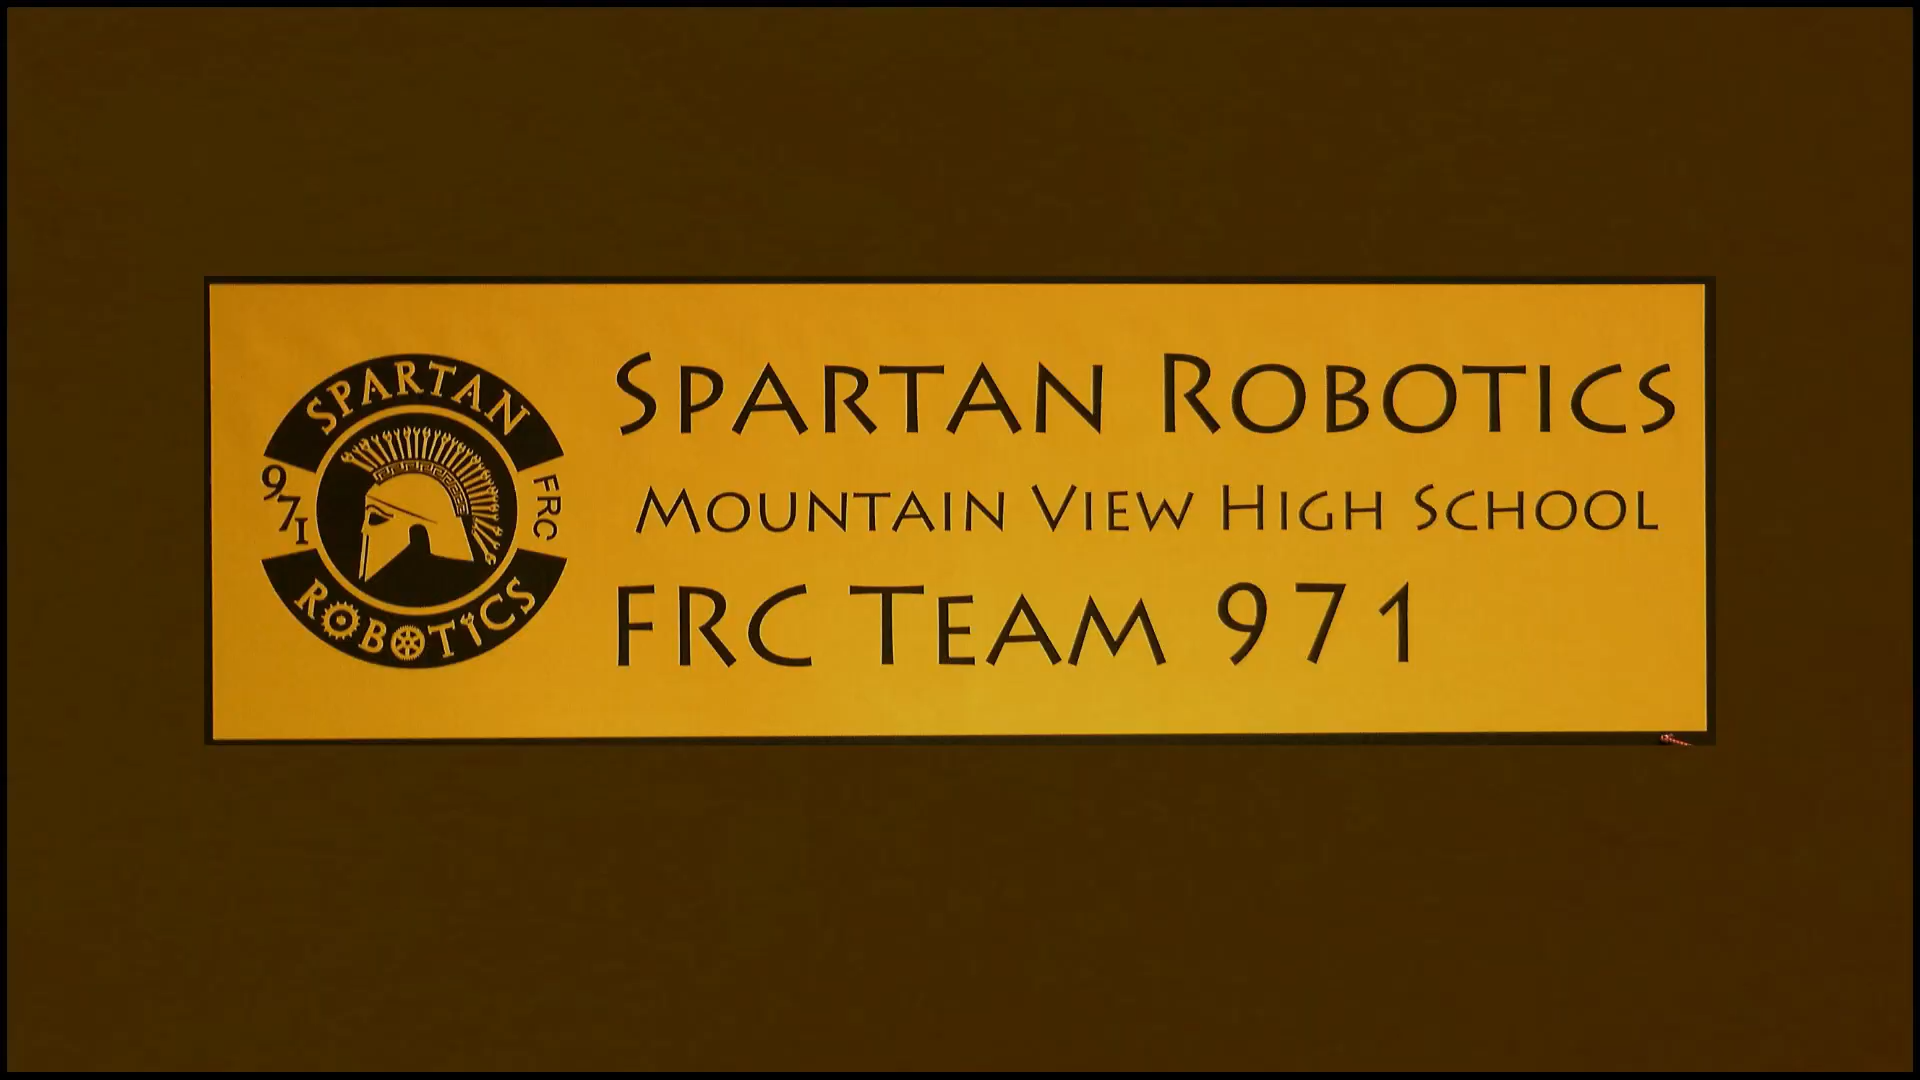 SPARTAN
971
FRC
ROBOTICS
SPARTAN ROBOTICS
MOUNTAIN VIEW HIGH SCHOOL
FRC TEAM 971